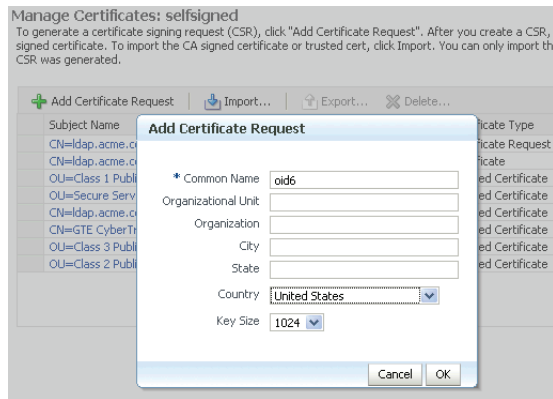 Manage Certificates: selfsigned
To generate a certificate signing request (CSR), click "Add Certificate Request". After you create a CSR,
signed certificate. To import the CA signed certificate or trusted cert, click Import. You can only import th
CSR was generated.
Add Certificate Request
Import...
Export...
Delete...
Subject Name
ficate Type
CN=ldap.acme.co
ficate Request
CN=ldap.acme.co
ficate
OU=Class 1 Publi
ed Certificate
OU=Secure Serv
ed Certificate
CN=ldap.acme.co
ed Certificate
CN=GTE CyberTr
ed Certificate
OU=Class 3 Publi
ed Certificate
OU=Class 2 Publi
ed Certificate
Add Certificate Request
* Common Name oid6
Organizational Unit
Organization
City
State
Country United States
Key Size 1024
Cancel OK